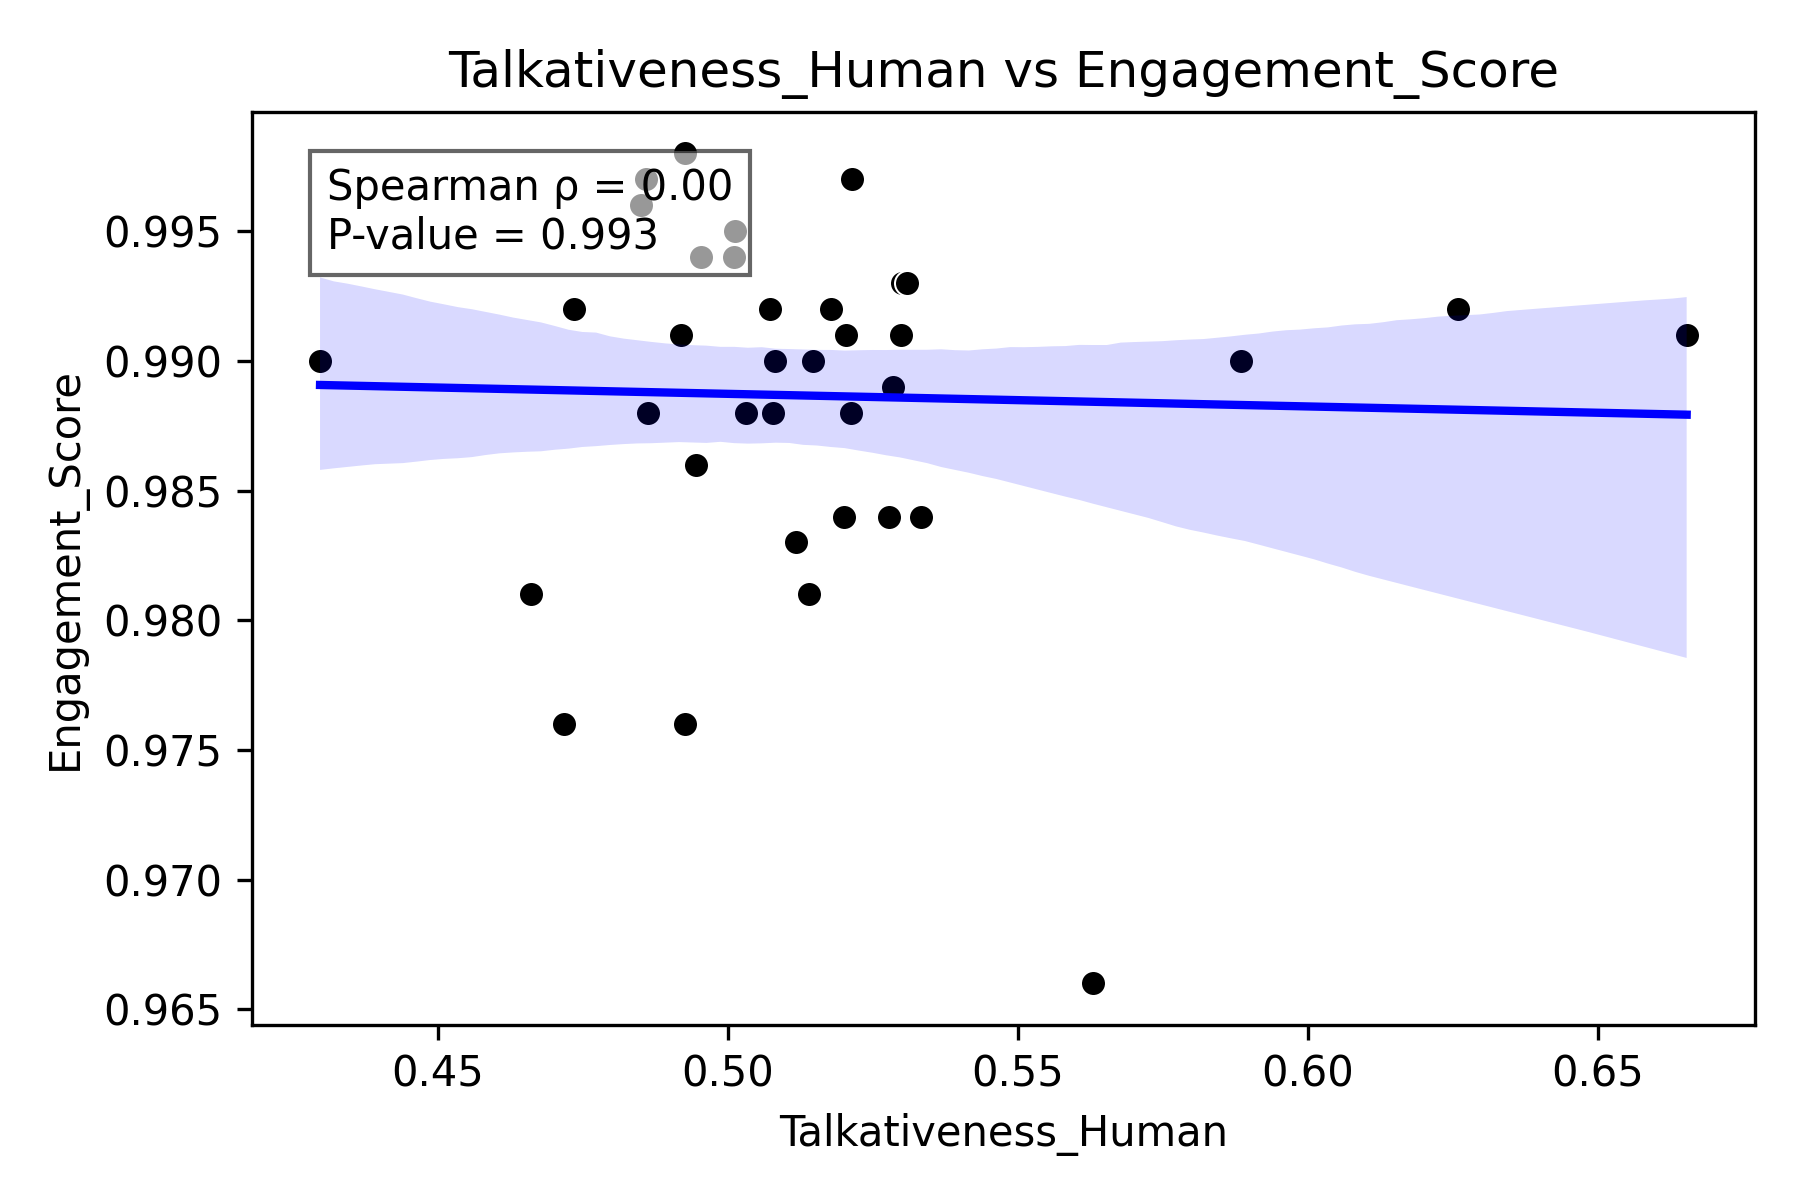 Talkativeness_Human vs Engagement_Score
Spearman ρ = 0.00
P-value = 0.993
Engagement_Score
0.995
0.990
0.985
0.980
0.975
0.970
0.965
0.45 0.50 0.55 0.60 0.65
Talkativeness_Human